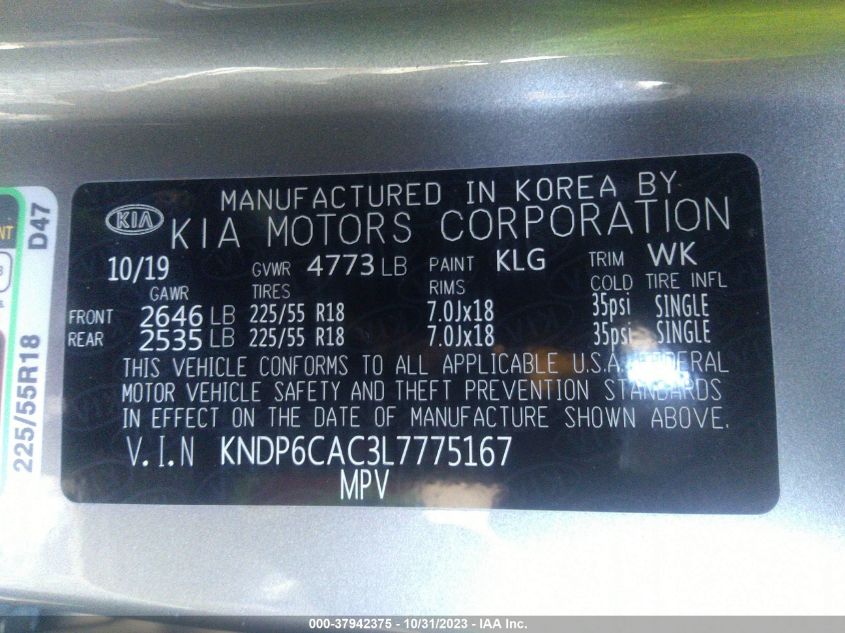 MANUFACTURED IN KOREA BY
KIA KIA MOTORS CORPORATION
10/19 GVWR 4773 LB PAINT KLG TRIM WK
GAWR TIRES RIMS COLD TIRE INFL
FRONT 2646 LB 225/55 R18 7.0Jx18 35psi SINGLE
REAR 2535 LB 225/55 R18 7.0Jx18 35psi SINGLE
THIS VEHICLE CONFORMS TO ALL APPLICABLE U.S.A. FEDERAL
MOTOR VEHICLE SAFETY AND THEFT PREVENTION STANDARDS
IN EFFECT ON THE DATE OF MANUFACTURE SHOWN ABOVE.
V.I.N KNDP6CAC3L7775167
MPV
225/55R18 D47
000-37942375 - 10/31/2023 - IAA Inc.